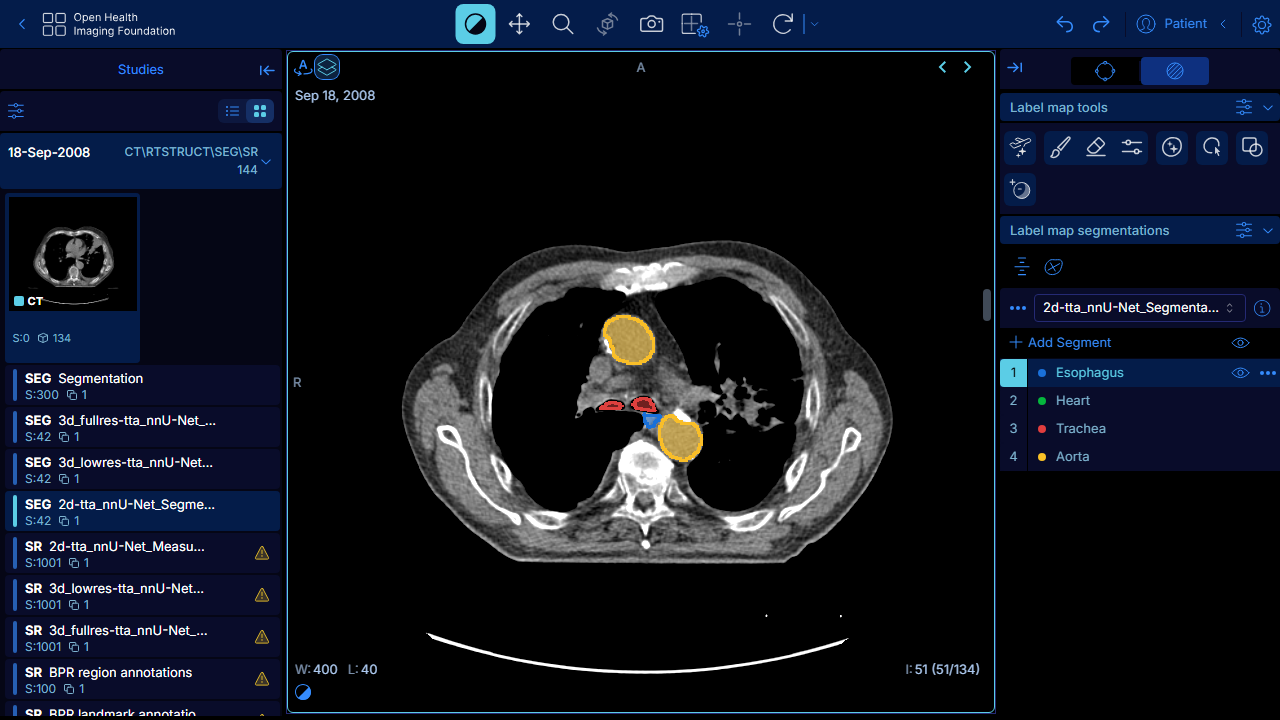 Open Health
Imaging Foundation
Patient
Studies
18-Sep-2008
CT\RTSTRUCT\SEG\SR
144
CT
S:0 134
SEG Segmentation
S:300 1
SEG 3d_fullres-tta_nnU-Net_...
S:42 1
SEG 3d_lowres-tta_nnU-Net...
S:42 1
SEG 2d-tta_nnU-Net_Segme...
S:42 1
SR 2d-tta_nnU-Net_Measu...
S:1001 1
SR 3d_lowres-tta_nnU-Net...
S:1001 1
SR 3d_fullres-tta_nnU-Net_...
S:1001 1
SR BPR region annotations
S:100 1
SR BPR landmark annotatio
A
A
Sep 18, 2008
R
W:400 L:40
I:51 (51/134)
Label map tools
Label map segmentations
2d-tta_nnU-Net_Segmenta...
Add Segment
1 Esophagus
2 Heart
3 Trachea
4 Aorta